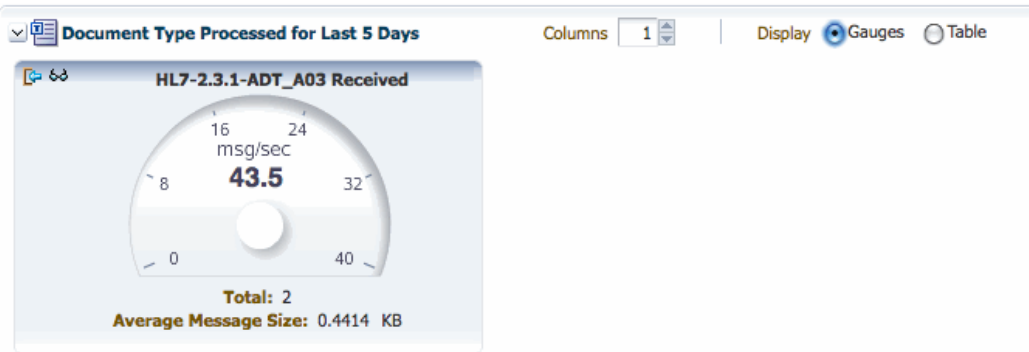 Document Type Processed for Last 5 Days Columns 1 Display Gauges Table
HL7-2.3.1-ADT_A03 Received
16 24
msg/sec
43.5
8 32
0 40
Total: 2
Average Message Size: 0.4414 KB